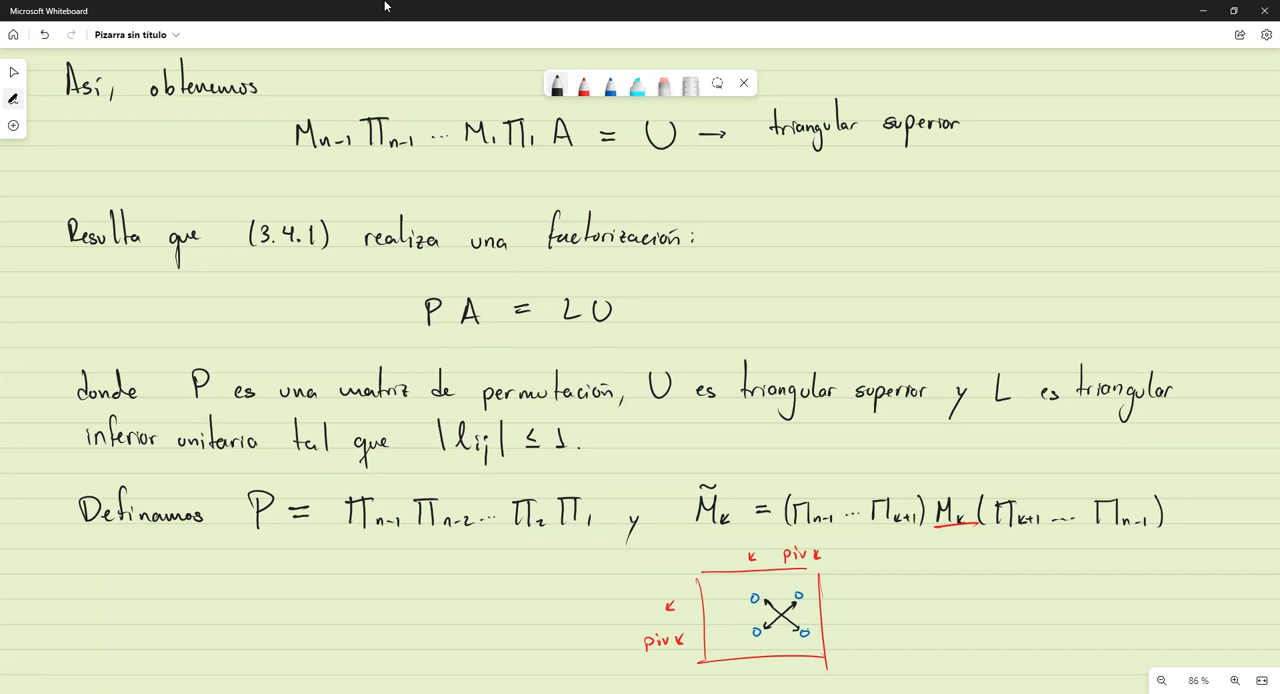 Microsoft Whiteboard
Pizarra sin título
Así, obtenemos
Mn-1 Πn-1 ... M1 Π1 A = U → triangular superior
Resulta que (3.4.1) realiza una factorización:
P A = L U
donde P es una matriz de permutación, U es triangular superior y L es triangular
inferior unitaria tal que |lij| ≤ 1.
Definamos P = Πn-1 Πn-2 ... Π2 Π1 y M̃k = (Πn-1 ... Πk+1) Mk (Πk+1 ... Πn-1)
k piv k
k
piv k
86 %